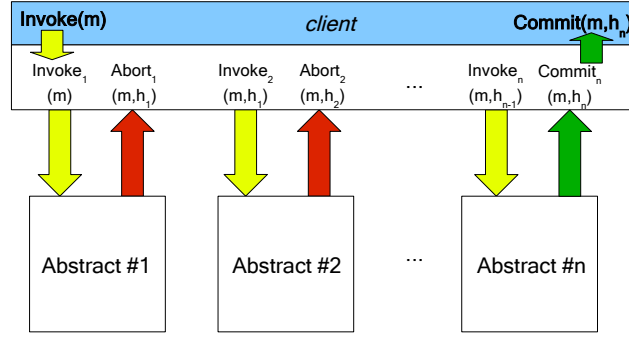 Invoke(m) client Commit(m,hₙ)
Invoke₁ Abort₁ Invoke₂ Abort₂ ... Invokeₙ Commitₙ
(m) (m,h₁) (m,h₁) (m,h₂) (m,hₙ₋₁) (m,hₙ)
Abstract #1 Abstract #2 ... Abstract #n